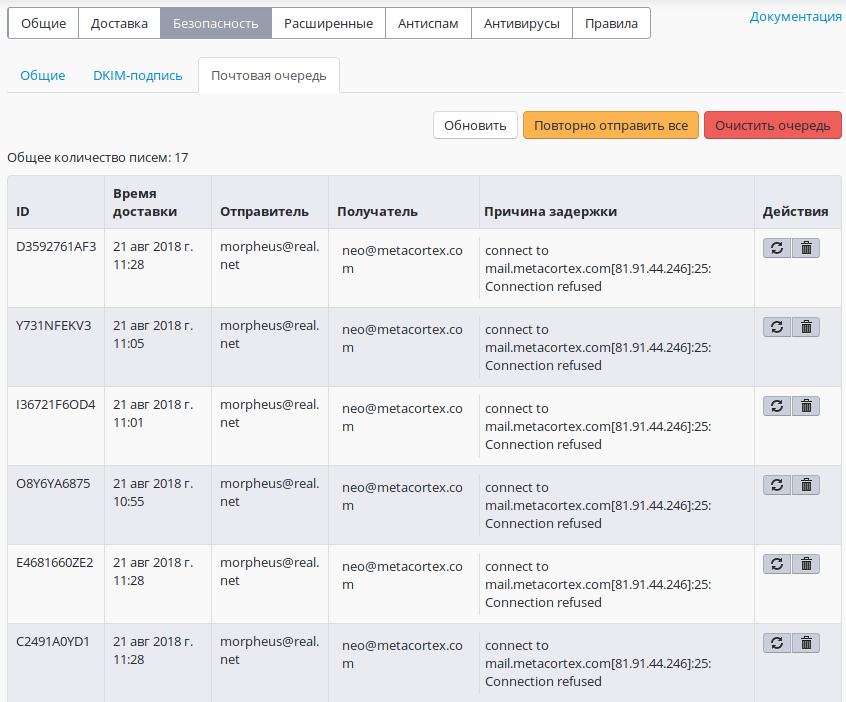 Общие Доставка Безопасность Расширенные Антиспам Антивирусы Правила Документация
Общие DKIM-подпись Почтовая очередь
Обновить Повторно отправить все Очистить очередь
Общее количество писем: 17
ID Время доставки Отправитель Получатель Причина задержки Действия
D3592761AF3 21 авг 2018 г. morpheus@real. neo@metacortex.co connect to
11:28 net m mail.metacortex.com[81.91.44.246]:25:
Connection refused
Y731NFEKV3 21 авг 2018 г. morpheus@real. neo@metacortex.co connect to
11:05 net m mail.metacortex.com[81.91.44.246]:25:
Connection refused
I36721F6OD4 21 авг 2018 г. morpheus@real. neo@metacortex.co connect to
11:01 net m mail.metacortex.com[81.91.44.246]:25:
Connection refused
O8Y6YA6875 21 авг 2018 г. morpheus@real. neo@metacortex.co connect to
10:55 net m mail.metacortex.com[81.91.44.246]:25:
Connection refused
E4681660ZE2 21 авг 2018 г. morpheus@real. neo@metacortex.co connect to
11:28 net m mail.metacortex.com[81.91.44.246]:25:
Connection refused
C2491A0YD1 21 авг 2018 г. morpheus@real. neo@metacortex.co connect to
11:28 net m mail.metacortex.com[81.91.44.246]:25:
Connection refused